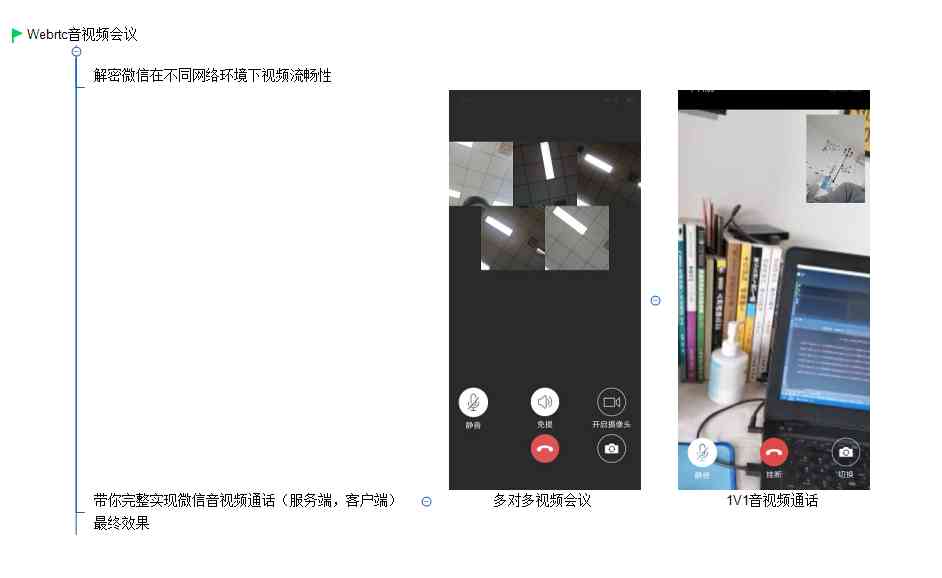 Webrtc音视频会议
解密微信在不同网络环境下视频流畅性
静音
免提
开启摄像头
静音
挂断
切换
带你完整实现微信音视频通话（服务端，客户端）
最终效果
多对多视频会议
1V1音视频通话